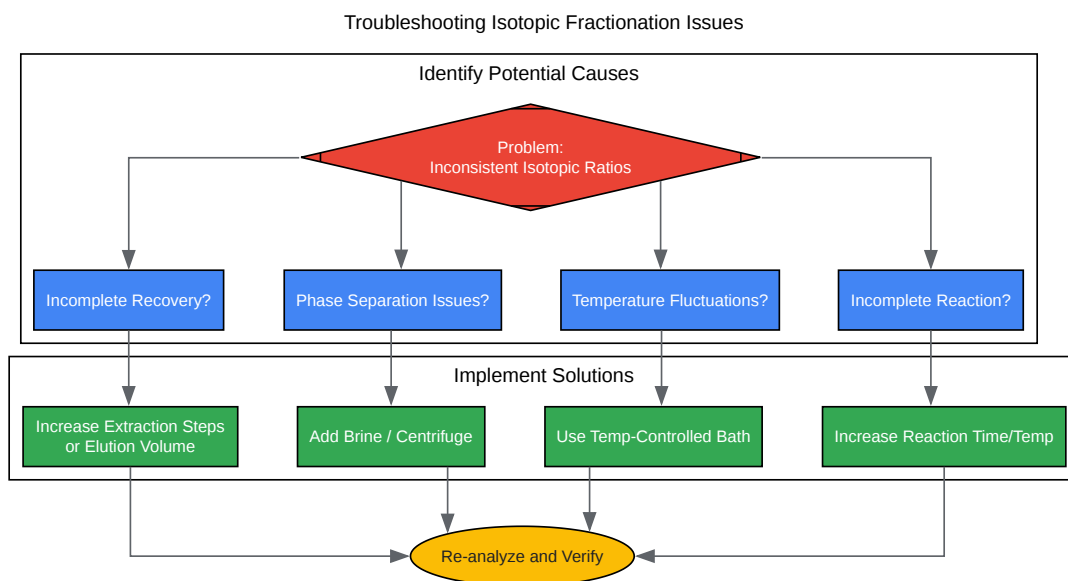 Troubleshooting Isotopic Fractionation Issues
Identify Potential Causes
Problem:
Inconsistent Isotopic Ratios
Incomplete Recovery?
Phase Separation Issues?
Temperature Fluctuations?
Incomplete Reaction?
Implement Solutions
Increase Extraction Steps
or Elution Volume
Add Brine / Centrifuge
Use Temp-Controlled Bath
Increase Reaction Time/Temp
Re-analyze and Verify